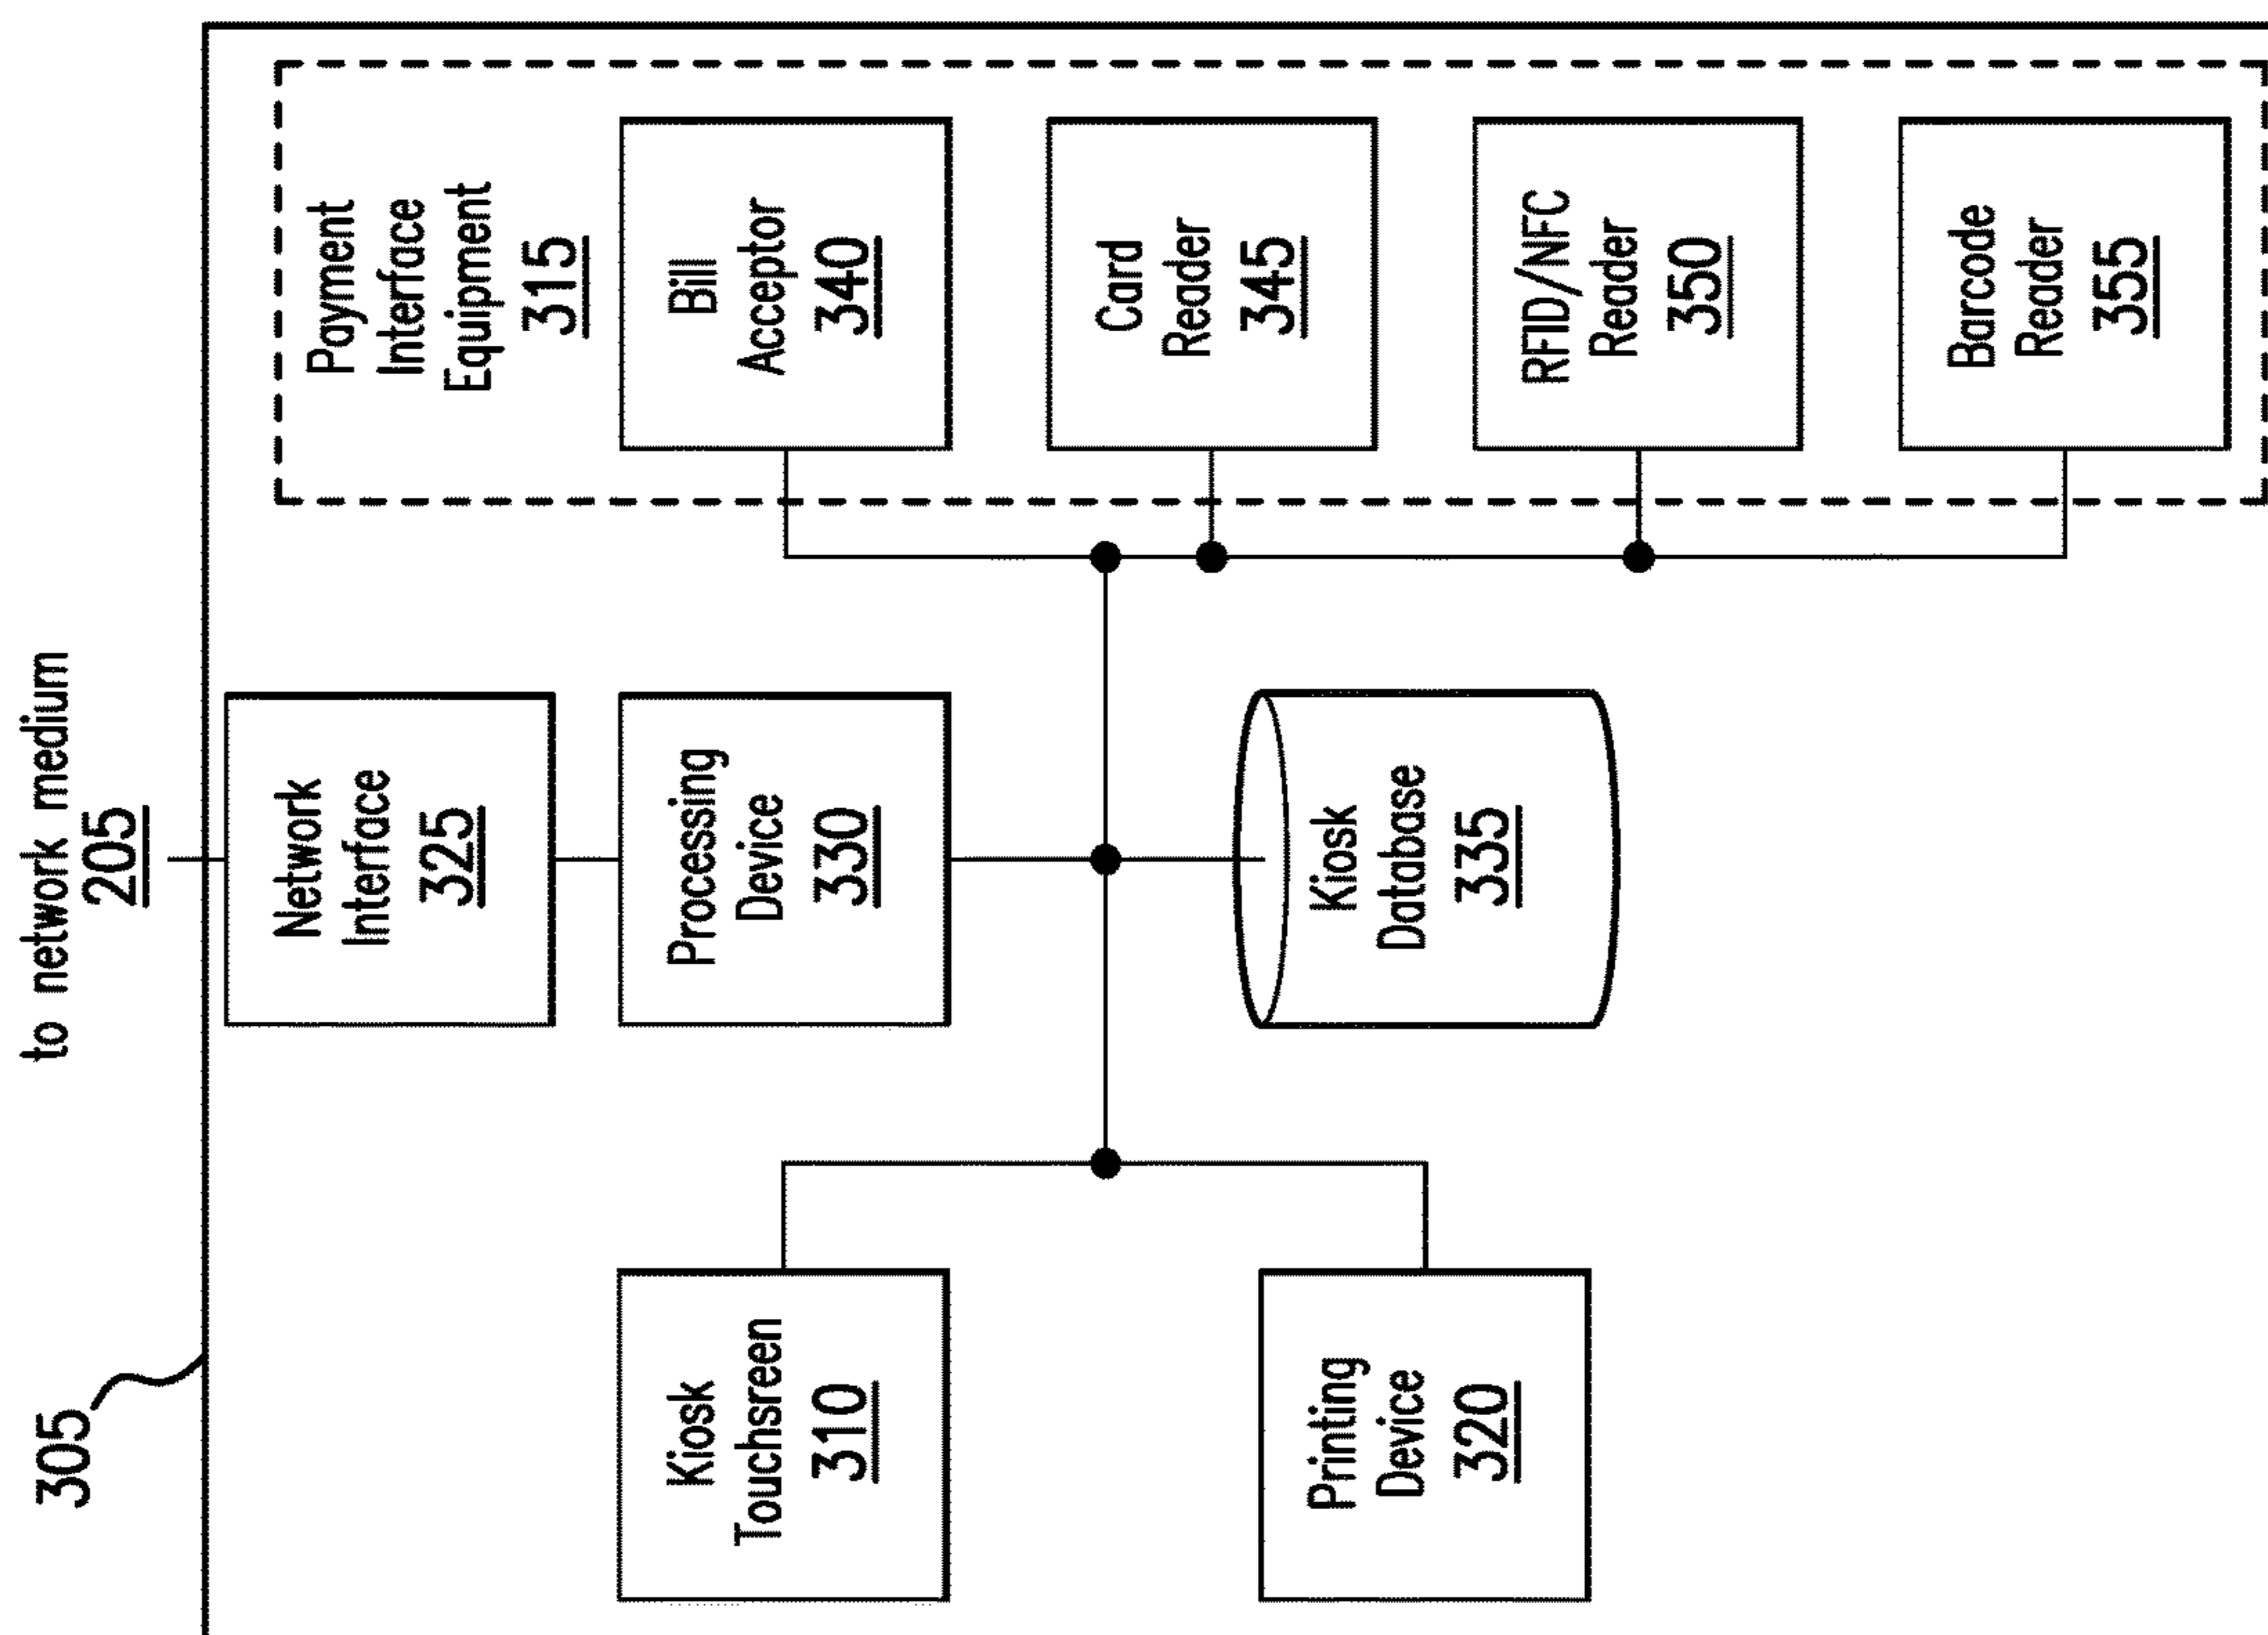 to network medium
205
305
Network
Interface
325
Payment
Interface
Equipment
315
Kiosk
Touchsreen
310
Processing
Device
330
Bill
Acceptor
340
Card
Reader
345
Printing
Device
320
Kiosk
Database
335
RFID/NFC
Reader
350
Barcode
Reader
355